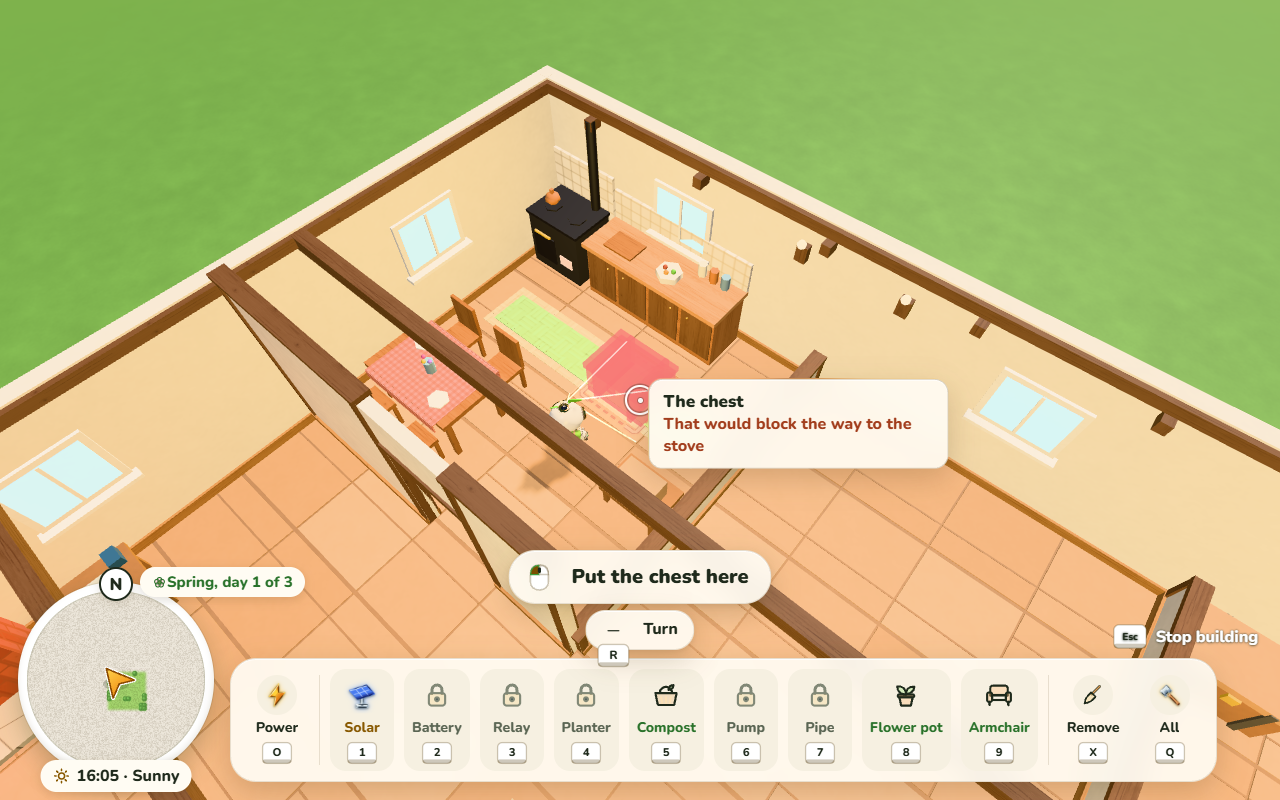 The chest
That would block the way to the
stove
Put the chest here
— Turn
R
N
Spring, day 1 of 3
16:05 · Sunny
Esc Stop building
Power Solar Battery Relay Planter Compost Pump Pipe Flower pot Armchair Remove All
O 1 2 3 4 5 6 7 8 9 X Q